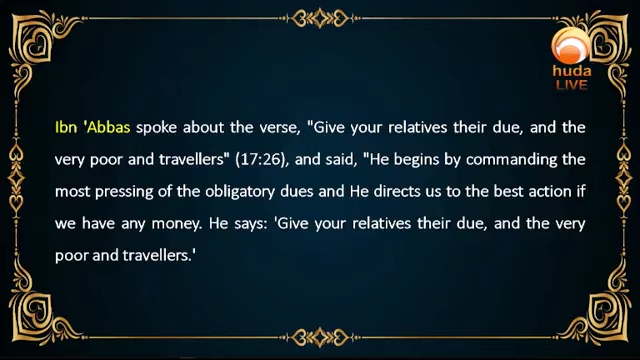 huda
LIVE
Ibn 'Abbas spoke about the verse, "Give your relatives their due, and the
very poor and travellers" (17:26), and said, "He begins by commanding the
most pressing of the obligatory dues and He directs us to the best action if
we have any money. He says: 'Give your relatives their due, and the very
poor and travellers.'